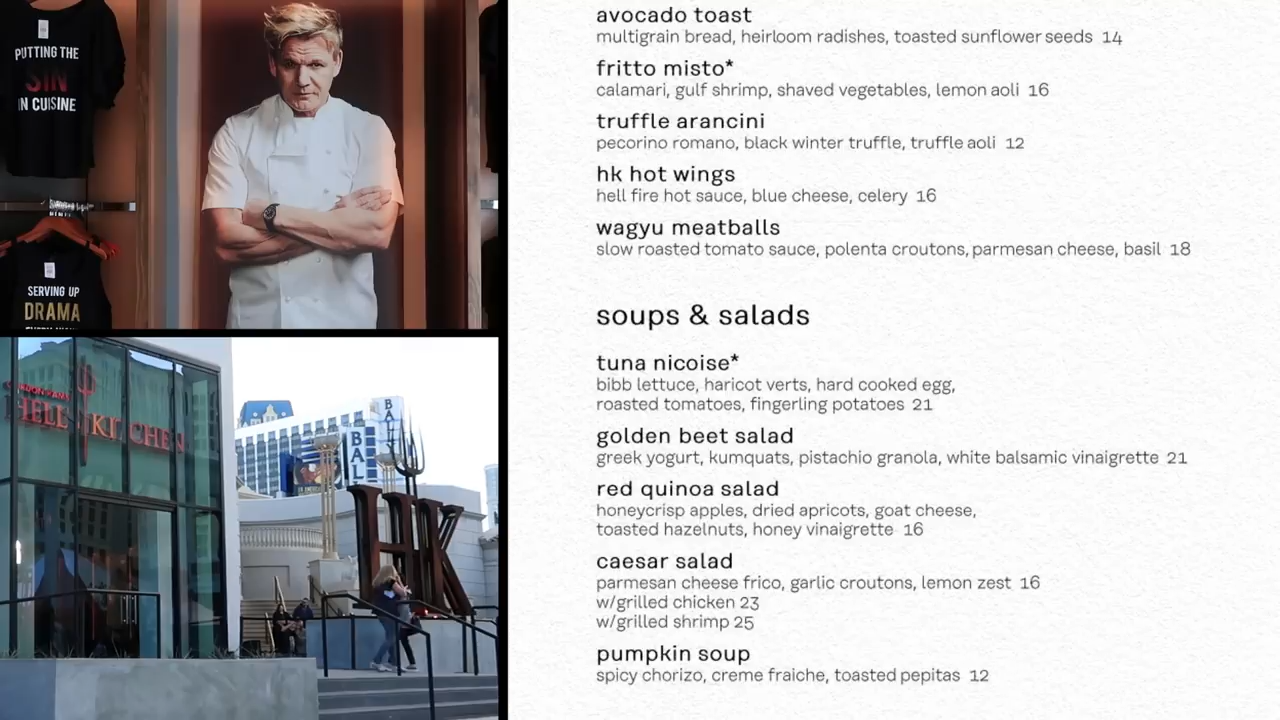 PUTTING THE
SIN
IN CUISINE
SERVING UP
DRAMA
HELL'S KITCHEN
BALLY
BAL
HK
avocado toast
multigrain bread, heirloom radishes, toasted sunflower seeds 14
fritto misto*
calamari, gulf shrimp, shaved vegetables, lemon aoli 16
truffle arancini
pecorino romano, black winter truffle, truffle aoli 12
hk hot wings
hell fire hot sauce, blue cheese, celery 16
wagyu meatballs
slow roasted tomato sauce, polenta croutons, parmesan cheese, basil 18
soups & salads
tuna nicoise*
bibb lettuce, haricot verts, hard cooked egg,
roasted tomatoes, fingerling potatoes 21
golden beet salad
greek yogurt, kumquats, pistachio granola, white balsamic vinaigrette 21
red quinoa salad
honeycrisp apples, dried apricots, goat cheese,
toasted hazelnuts, honey vinaigrette 16
caesar salad
parmesan cheese frico, garlic croutons, lemon zest 16
w/grilled chicken 23
w/grilled shrimp 25
pumpkin soup
spicy chorizo, creme fraiche, toasted pepitas 12